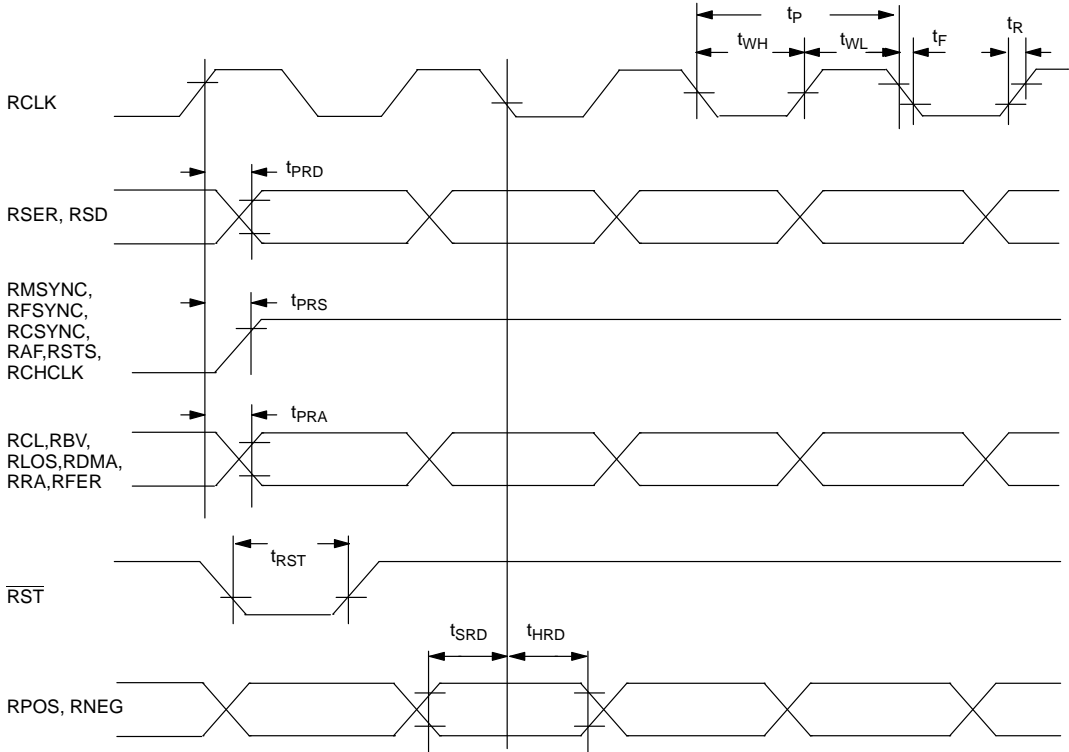 tP
tWH
tWL
tF
tR
RCLK
tPRD
RSER, RSD
RMSYNC,
RFSYNC,
RCSYNC,
RAF,RSTS,
RCHCLK
tPRS
tPRA
RCL,RBV,
RLOS,RDMA,
RRA,RFER
tRST
RST
tSRD
tHRD
RPOS, RNEG